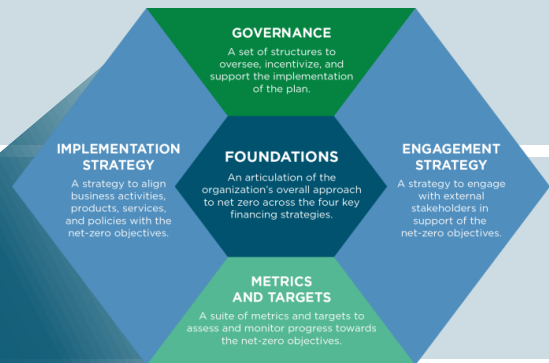 GOVERNANCE
A set of structures to
oversee, incentivize, and
support the implementation
of the plan.
IMPLEMENTATION
STRATEGY
A strategy to align
business activities,
products, services,
and policies with the
net-zero objectives.
FOUNDATIONS
An articulation of the
organization's overall approach
to net zero across the four key
financing strategies.
ENGAGEMENT
STRATEGY
A strategy to engage
with external
stakeholders in
support of the
net-zero objectives.
METRICS
AND TARGETS
A suite of metrics and targets to
assess and monitor progress towards
the net-zero objectives.